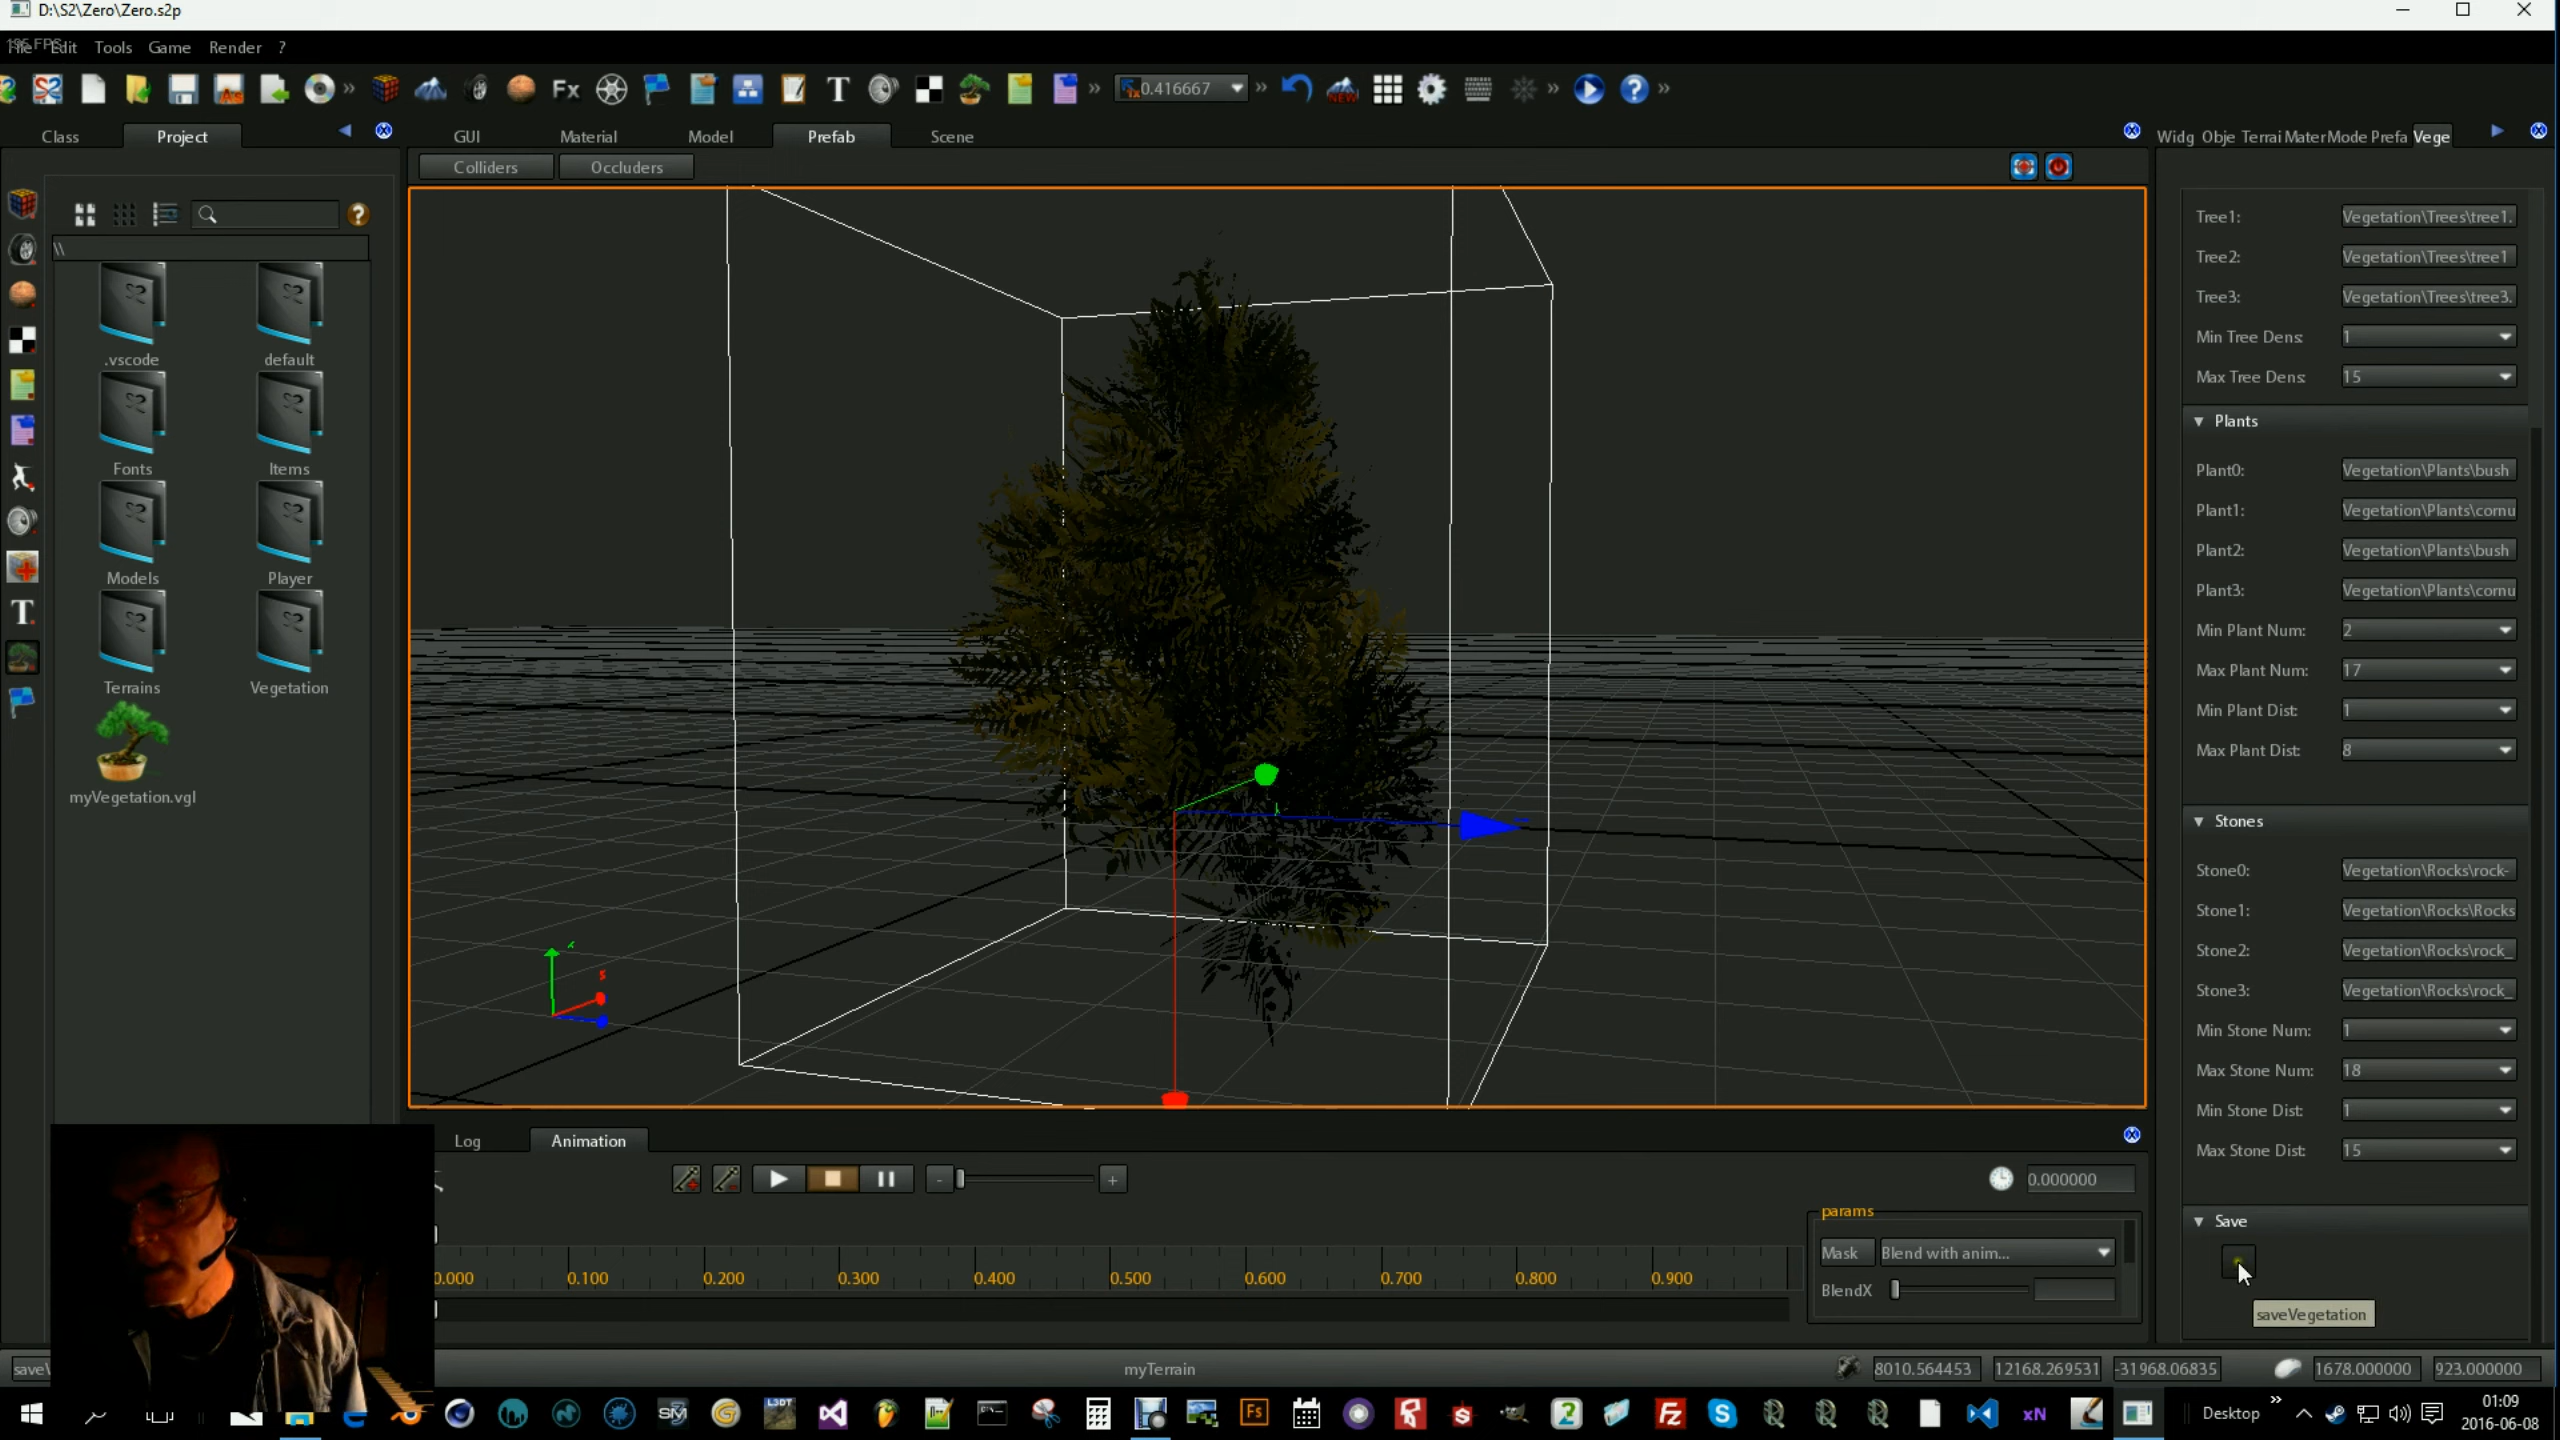 D:\S2\Zero\Zero.s2p
195 FPS
File Edit Tools Game Render ?
Fx
T
0.416667
Class Project
GUI Material Model Prefab Scene
Widg Obje Terrai Mater Mode Prefa Vege
Colliders Occluders
\\
.vscode default
Fonts Items
Models Player
Terrains Vegetation
myVegetation.vgl
Tree1: Vegetation\Trees\tree1.
Tree2: Vegetation\Trees\tree1
Tree3: Vegetation\Trees\tree3.
Min Tree Dens: 1
Max Tree Dens: 15
Plants
Plant0: Vegetation\Plants\bush
Plant1: Vegetation\Plants\cornu
Plant2: Vegetation\Plants\bush
Plant3: Vegetation\Plants\cornu
Min Plant Num: 2
Max Plant Num: 17
Min Plant Dist: 1
Max Plant Dist: 8
Stones
Stone0: Vegetation\Rocks\rock-
Stone1: Vegetation\Rocks\Rocks
Stone2: Vegetation\Rocks\rock_
Stone3: Vegetation\Rocks\rock_
Min Stone Num: 1
Max Stone Num: 18
Min Stone Dist: 1
Max Stone Dist: 15
Save
saveVegetation
Log Animation
- +
0.000000
params
Mask Blend with anim...
BlendX
0.000 0.100 0.200 0.300 0.400 0.500 0.600 0.700 0.800 0.900
save\
myTerrain
8010.564453 12168.269531 -31968.06835 1678.000000 923.000000
Desktop
01:09
2016-06-08